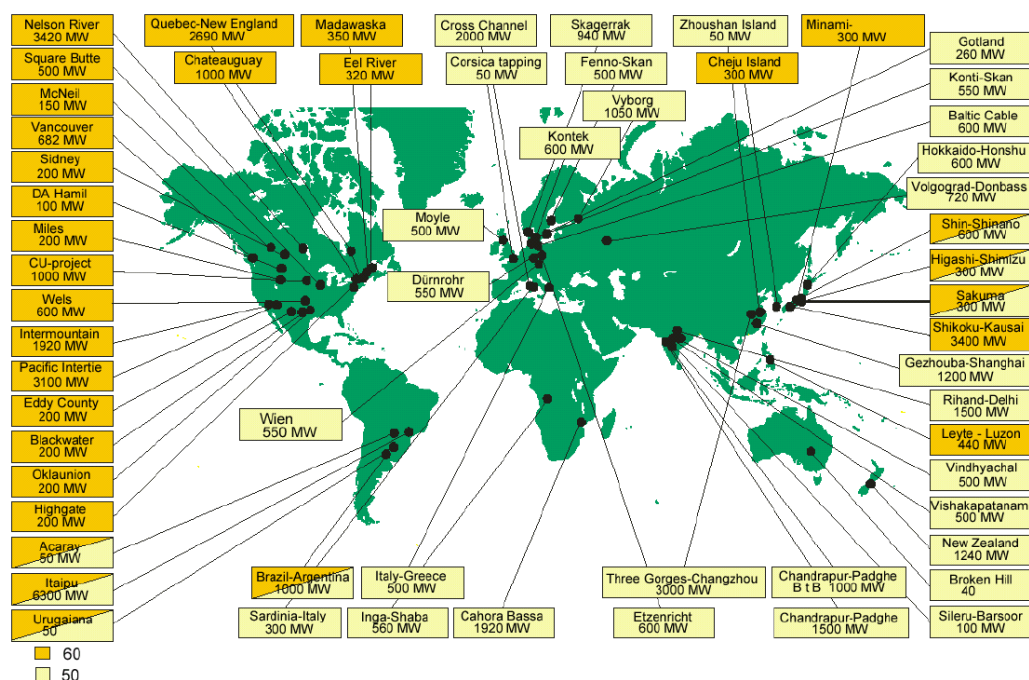 Nelson River
3420 MW
Square Butte
500 MW
McNeil
150 MW
Vancouver
682 MW
Sidney
200 MW
DA Hamil
100 MW
Miles
200 MW
CU-project
1000 MW
Wels
600 MW
Intermountain
1920 MW
Pacific Intertie
3100 MW
Eddy County
200 MW
Blackwater
200 MW
Oklaunion
200 MW
Highgate
200 MW
Acaray
50 MW
Itaipu
6300 MW
Urugaiana
50
60
50
Quebec-New England
2690 MW
Chateauguay
1000 MW
Madawaska
350 MW
Eel River
320 MW
Cross Channel
2000 MW
Corsica tapping
50 MW
Skagerrak
940 MW
Fenno-Skan
500 MW
Vyborg
1050 MW
Kontek
600 MW
Zhoushan Island
50 MW
Cheju Island
300 MW
Minami-
300 MW
Moyle
500 MW
Dürnrohr
550 MW
Wien
550 MW
Gotland
260 MW
Konti-Skan
550 MW
Baltic Cable
600 MW
Hokkaido-Honshu
600 MW
Volgograd-Donbass
720 MW
Shin-Shinano
600 MW
Higashi-Shimizu
300 MW
Sakuma
300 MW
Shikoku-Kausai
3400 MW
Gezhouba-Shanghai
1200 MW
Rihand-Delhi
1500 MW
Leyte - Luzon
440 MW
Vindhyachal
500 MW
Vishakapatanam
500 MW
New Zealand
1240 MW
Broken Hill
40
Sileru-Barsoor
100 MW
Brazil-Argentina
1000 MW
Sardinia-Italy
300 MW
Italy-Greece
500 MW
Inga-Shaba
560 MW
Cahora Bassa
1920 MW
Three Gorges-Changzhou
3000 MW
Etzenricht
600 MW
Chandrapur-Padghe
B t B 1000 MW
Chandrapur-Padghe
1500 MW